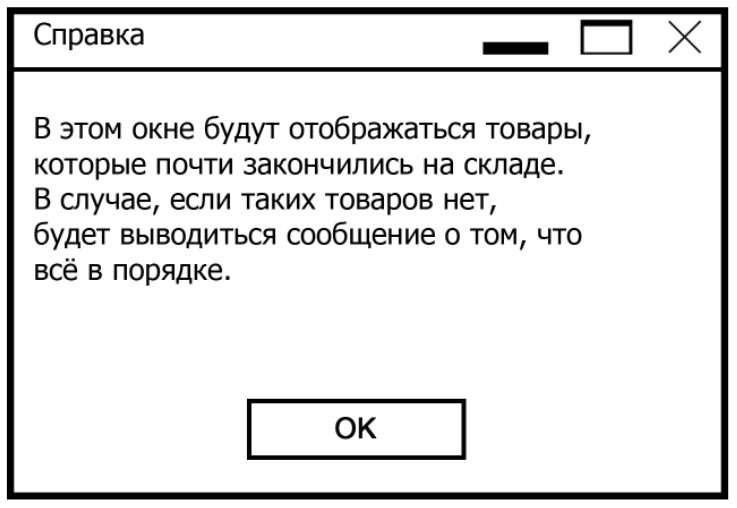 Справка
В этом окне будут отображаться товары,
которые почти закончились на складе.
В случае, если таких товаров нет,
будет выводиться сообщение о том, что
всё в порядке.
ОК